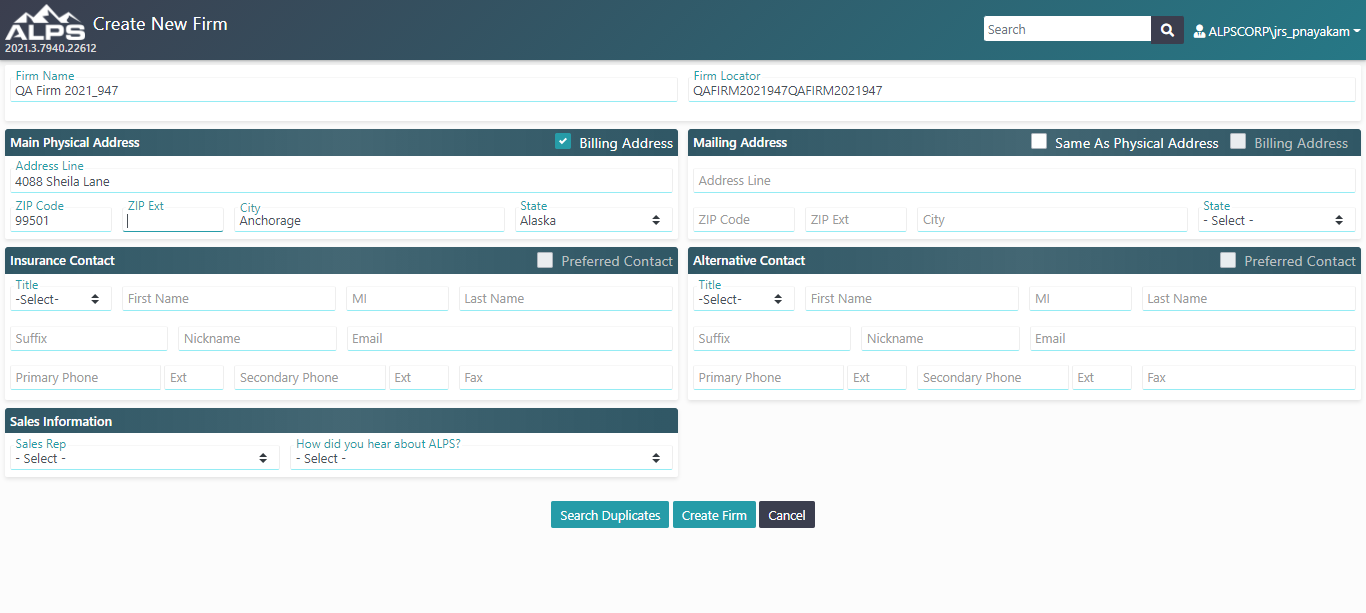 ALPS
2021.3.7940.22612
Create New Firm
Search
ALPSCORP\jrs_pnayakam
Firm Name
QA Firm 2021_947
Firm Locator
QAFIRM2021947QAFIRM2021947
Main Physical Address
Billing Address
Address Line
4088 Sheila Lane
ZIP Code
99501
ZIP Ext
City
Anchorage
State
Alaska
Mailing Address
Same As Physical Address
Billing Address
Address Line
ZIP Code
ZIP Ext
City
State
- Select -
Insurance Contact
Preferred Contact
Title
-Select-
First Name
MI
Last Name
Suffix
Nickname
Email
Primary Phone
Ext
Secondary Phone
Ext
Fax
Alternative Contact
Preferred Contact
Title
-Select-
First Name
MI
Last Name
Suffix
Nickname
Email
Primary Phone
Ext
Secondary Phone
Ext
Fax
Sales Information
Sales Rep
- Select -
How did you hear about ALPS?
- Select -
Search Duplicates
Create Firm
Cancel